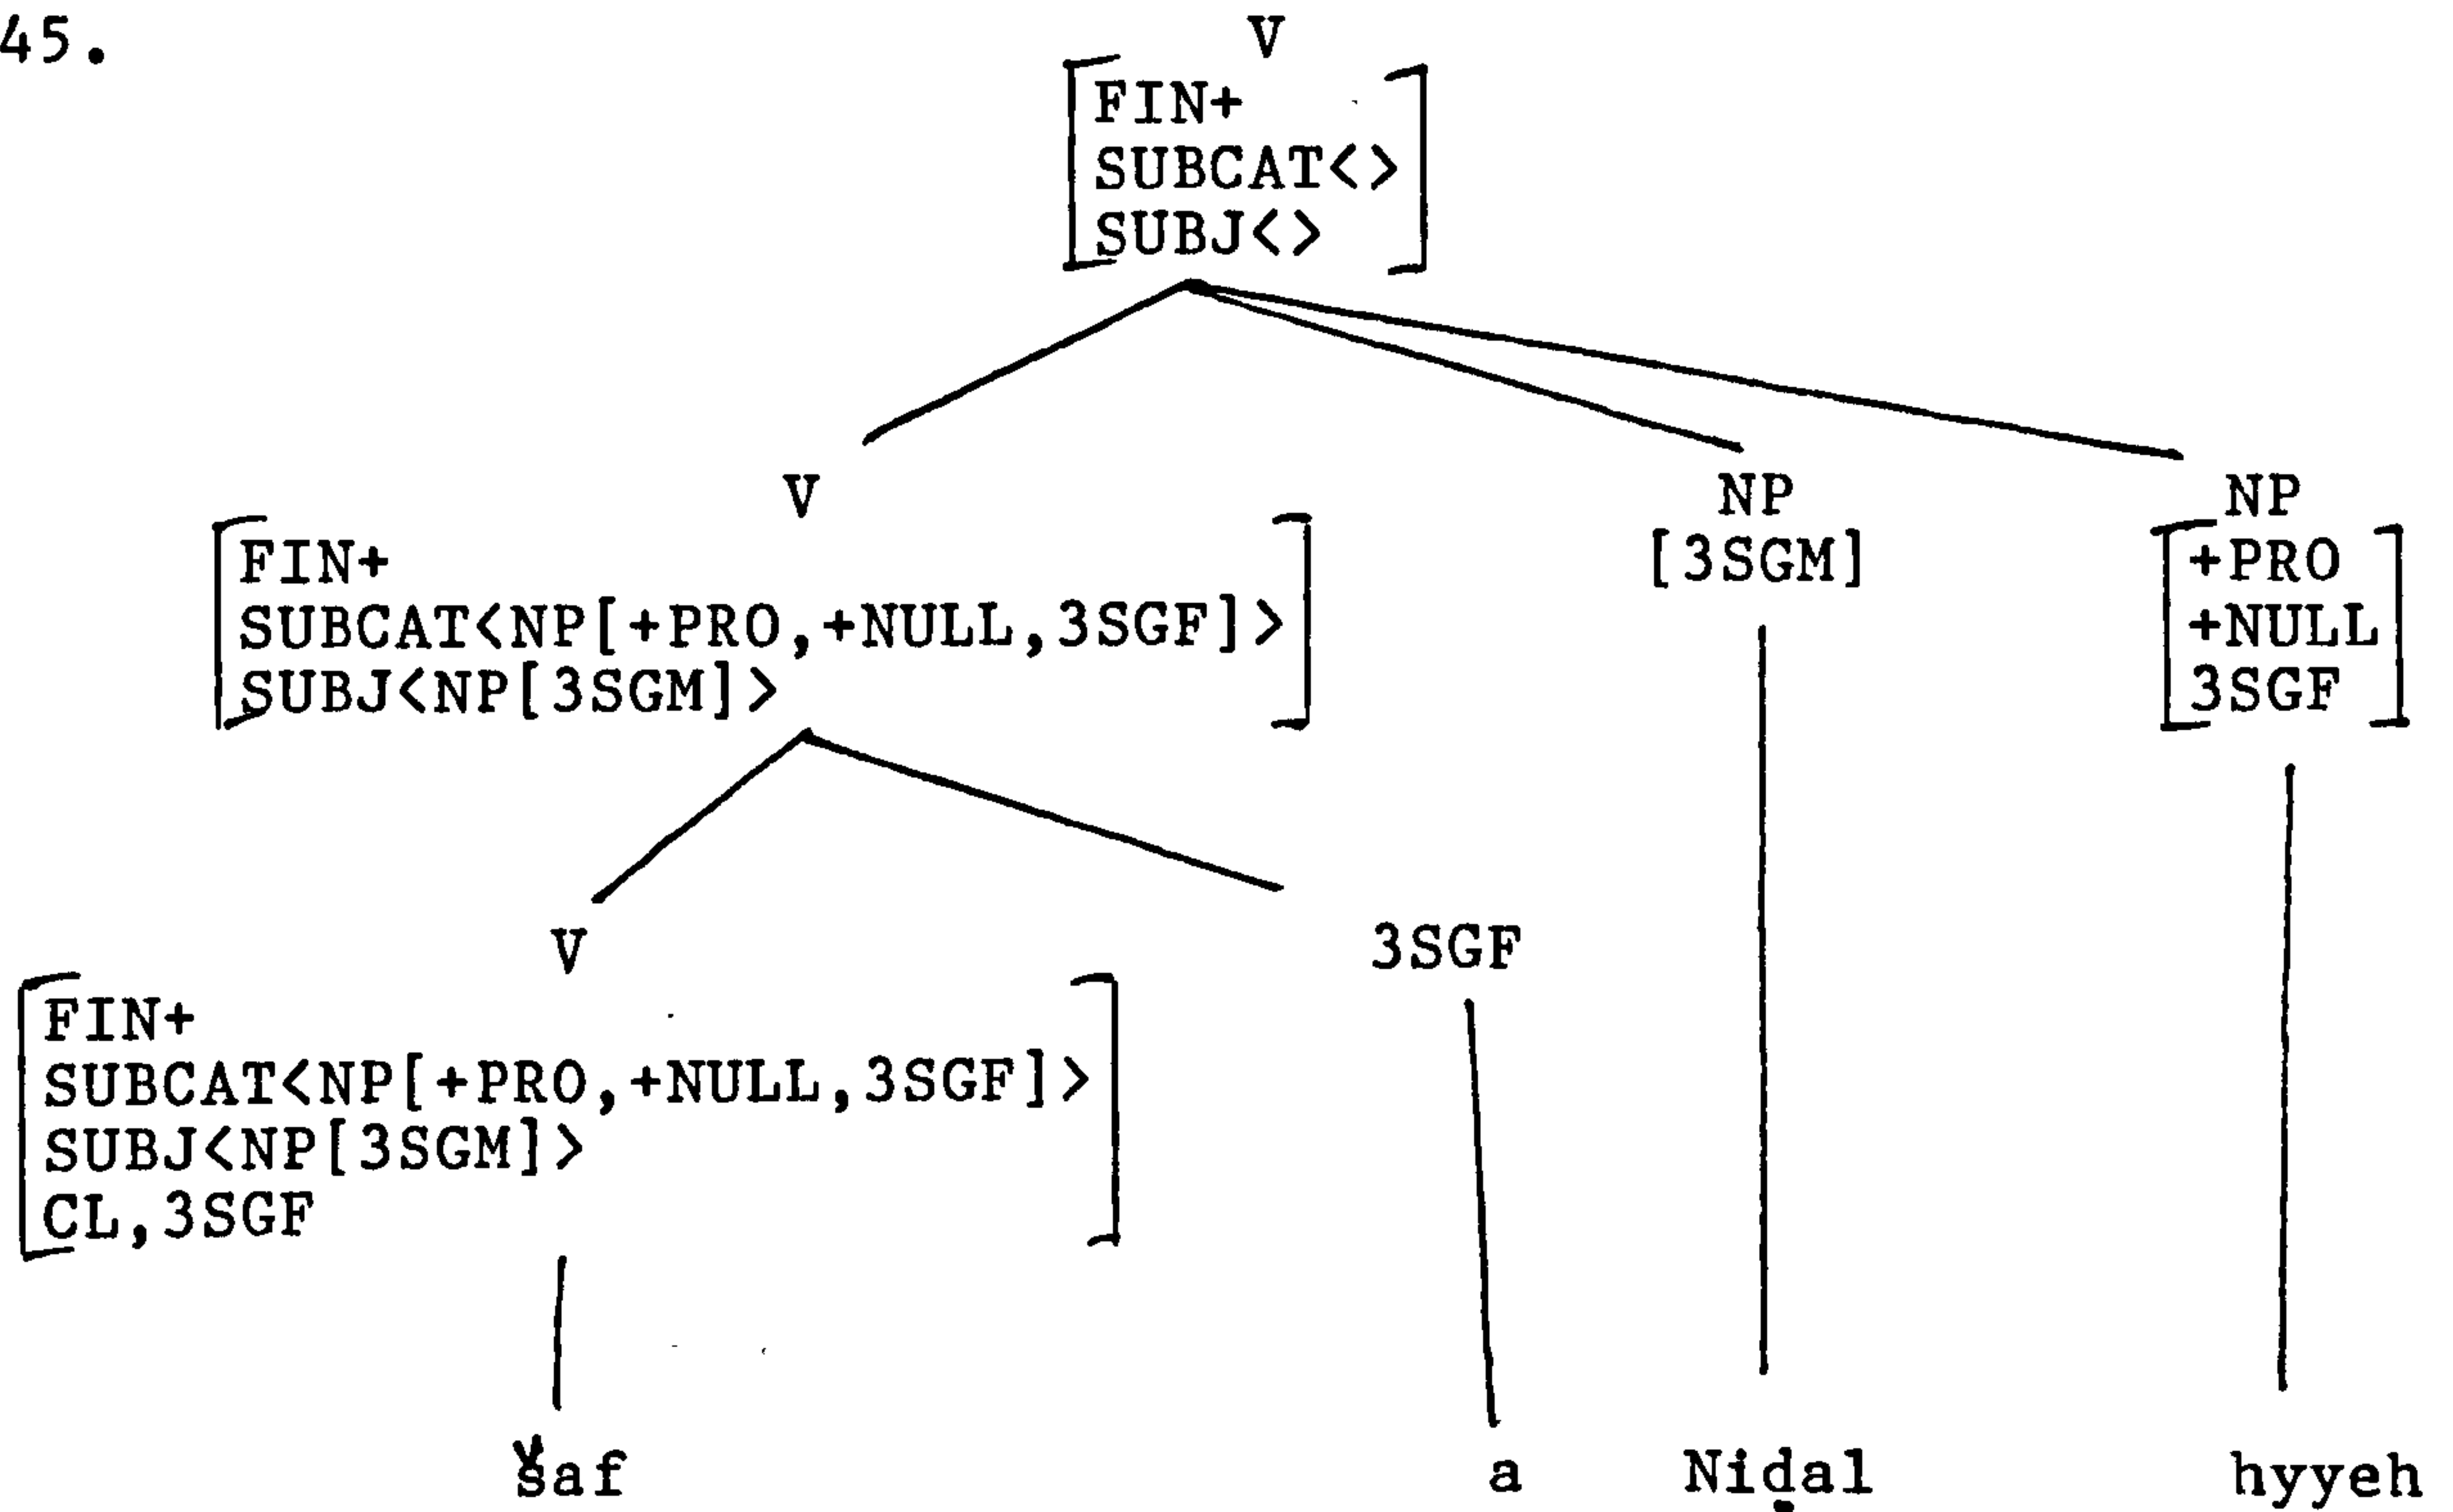 45.
V
FIN+
SUBCAT<>
SUBJ<>
V NP NP
FIN+ [3SGM] +PRO
SUBCAT<NP[+PRO,+NULL,3SGF]> +NULL
SUBJ<NP[3SGM]> 3SGF
V 3SGF
FIN+
SUBCAT<NP[+PRO,+NULL,3SGF]>
SUBJ<NP[3SGM]>
CL,3SGF
šaf a Niḍal hyyeh